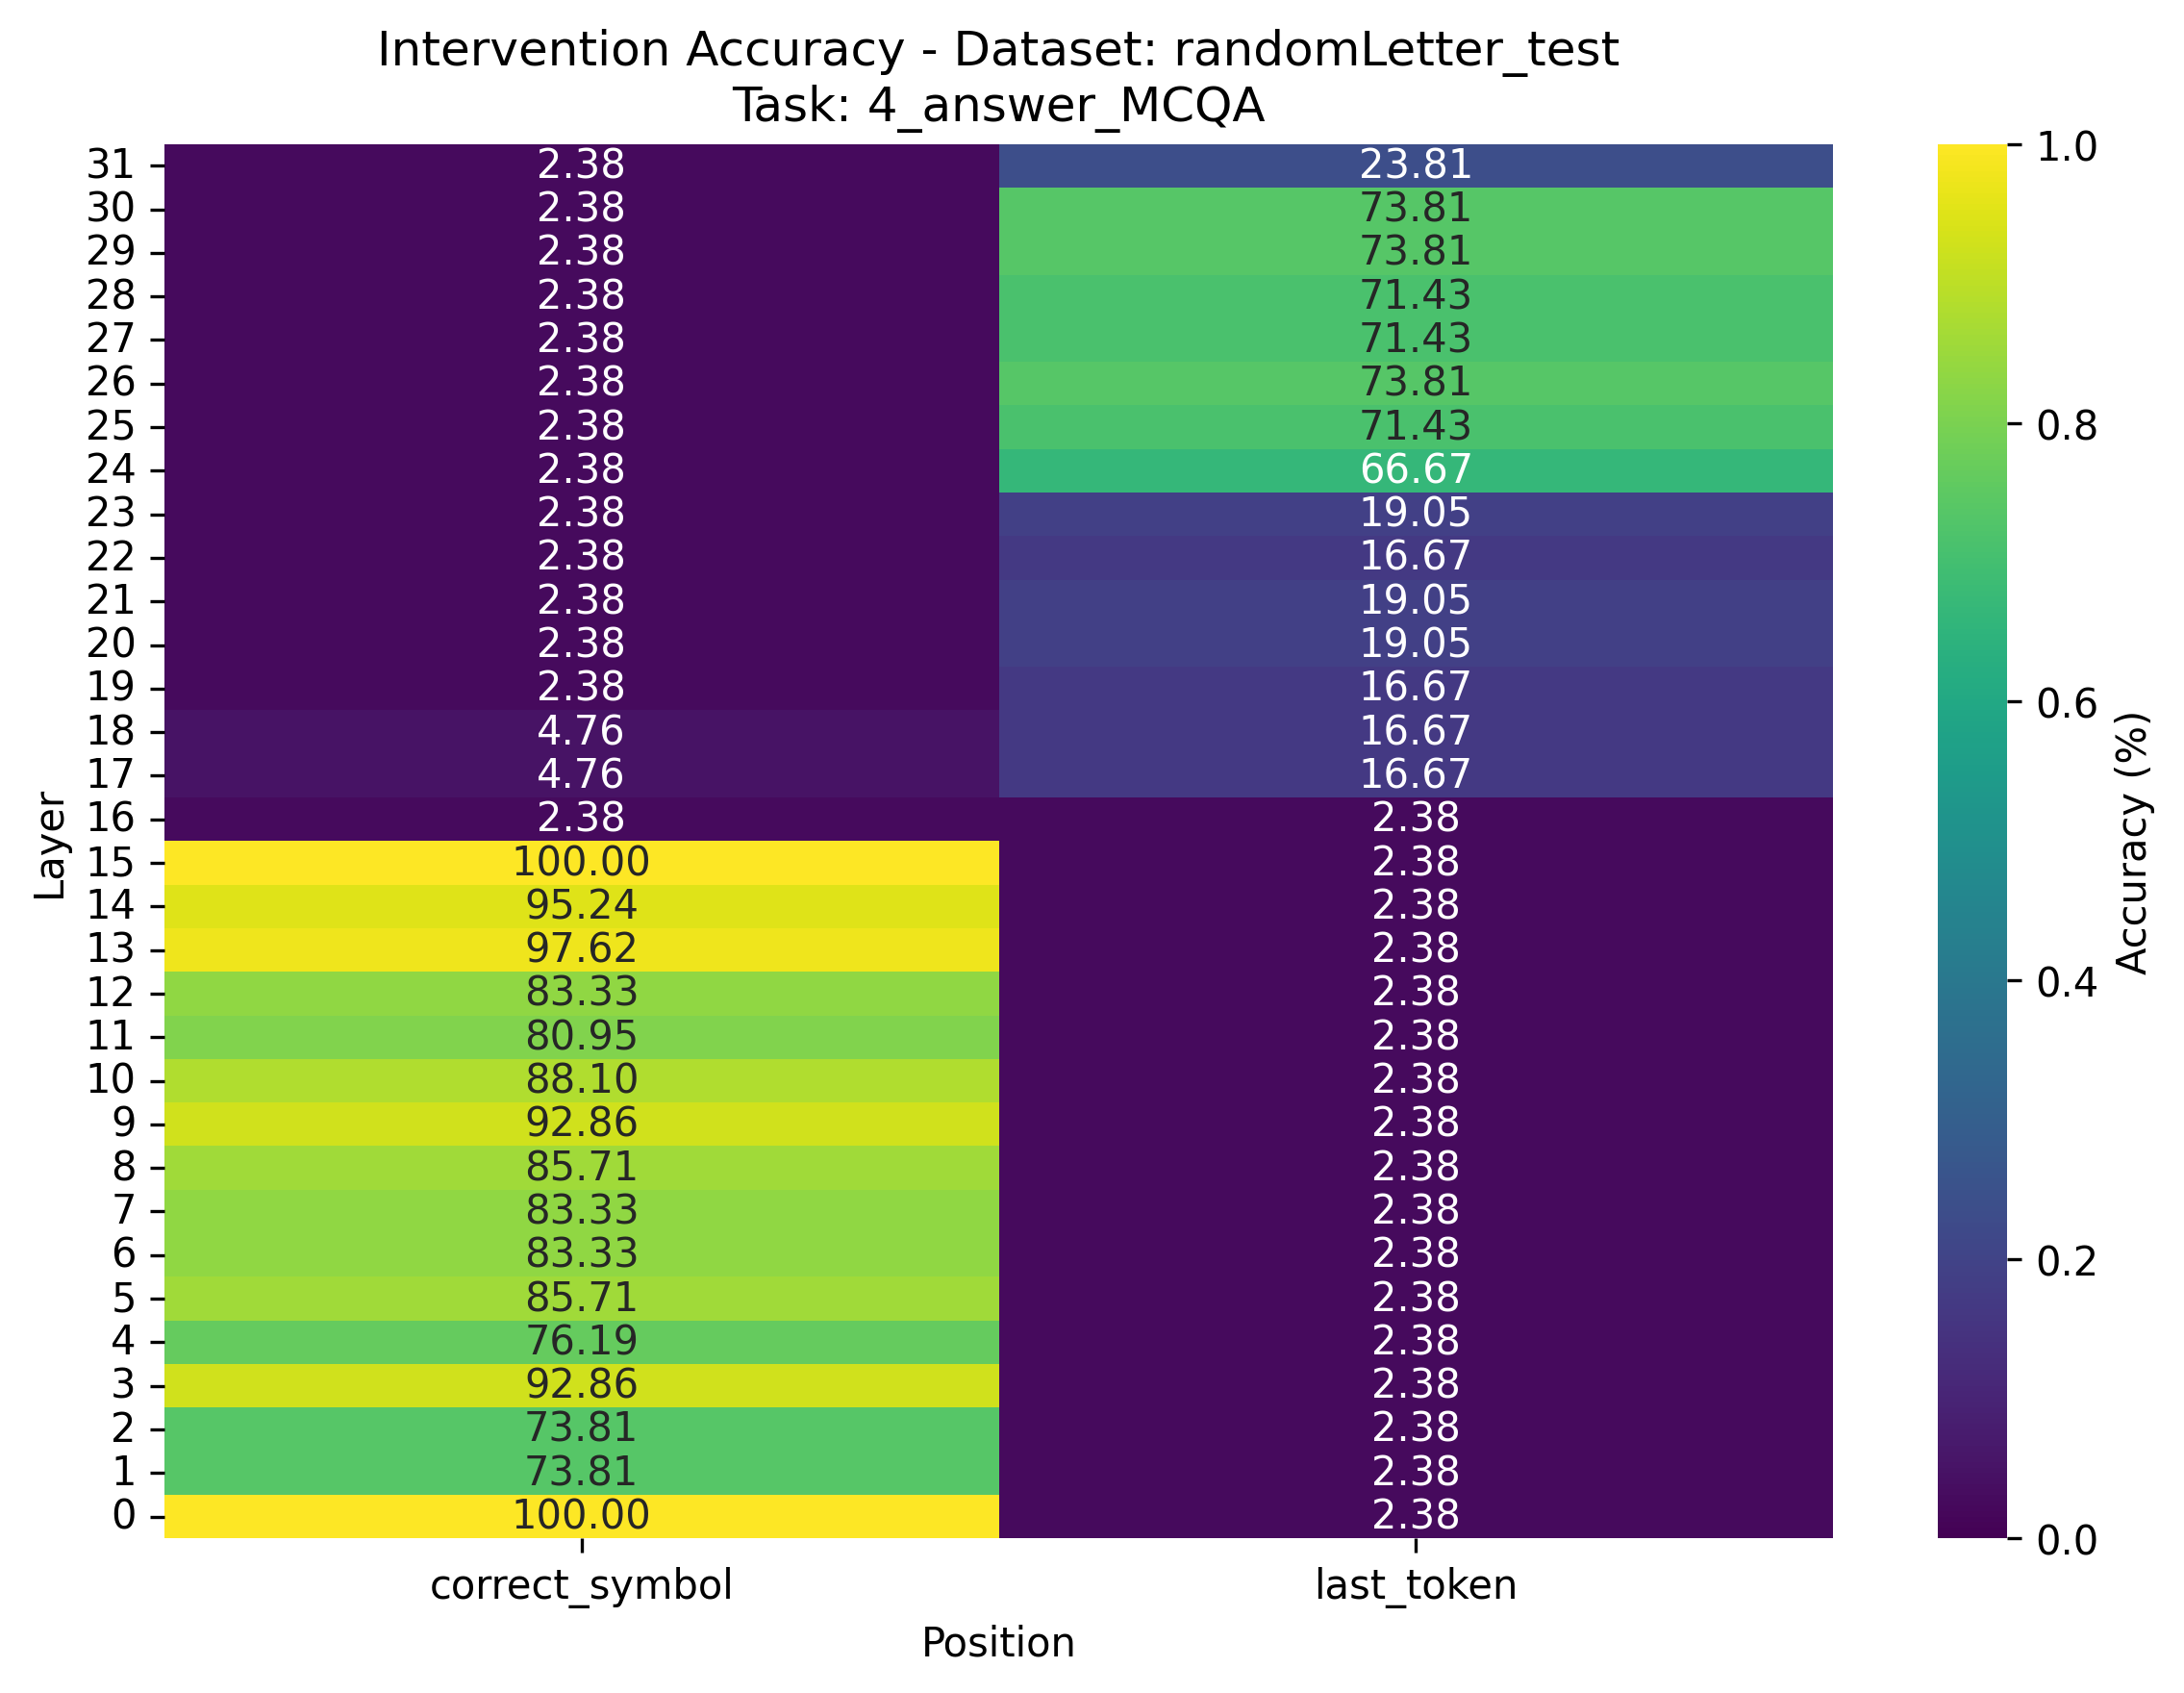 Intervention Accuracy - Dataset: randomLetter_test
Task: 4_answer_MCQA
31 2.38 23.81
30 2.38 73.81
29 2.38 73.81
28 2.38 71.43
27 2.38 71.43
26 2.38 73.81
25 2.38 71.43
24 2.38 66.67
23 2.38 19.05
22 2.38 16.67
21 2.38 19.05
20 2.38 19.05
19 2.38 16.67
18 4.76 16.67
17 4.76 16.67
16 2.38 2.38
15 100.00 2.38
14 95.24 2.38
13 97.62 2.38
12 83.33 2.38
11 80.95 2.38
10 88.10 2.38
9 92.86 2.38
8 85.71 2.38
7 83.33 2.38
6 83.33 2.38
5 85.71 2.38
4 76.19 2.38
3 92.86 2.38
2 73.81 2.38
1 73.81 2.38
0 100.00 2.38
correct_symbol last_token
Position
Layer
1.0
0.8
0.6
0.4
0.2
0.0
Accuracy (%)